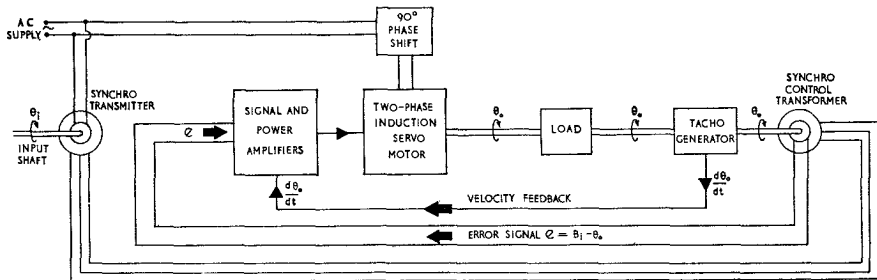 AC
SUPPLY
~
90°
PHASE
SHIFT
SYNCHRO
TRANSMITTER
θi
INPUT
SHAFT
e
SIGNAL AND
POWER
AMPLIFIERS
TWO-PHASE
INDUCTION
SERVO
MOTOR
θo
LOAD
θo
TACHO
GENERATOR
θo
SYNCHRO
CONTROL
TRANSFORMER
dθo
dt
VELOCITY FEEDBACK
dθo
dt
ERROR SIGNAL e = θi - θo